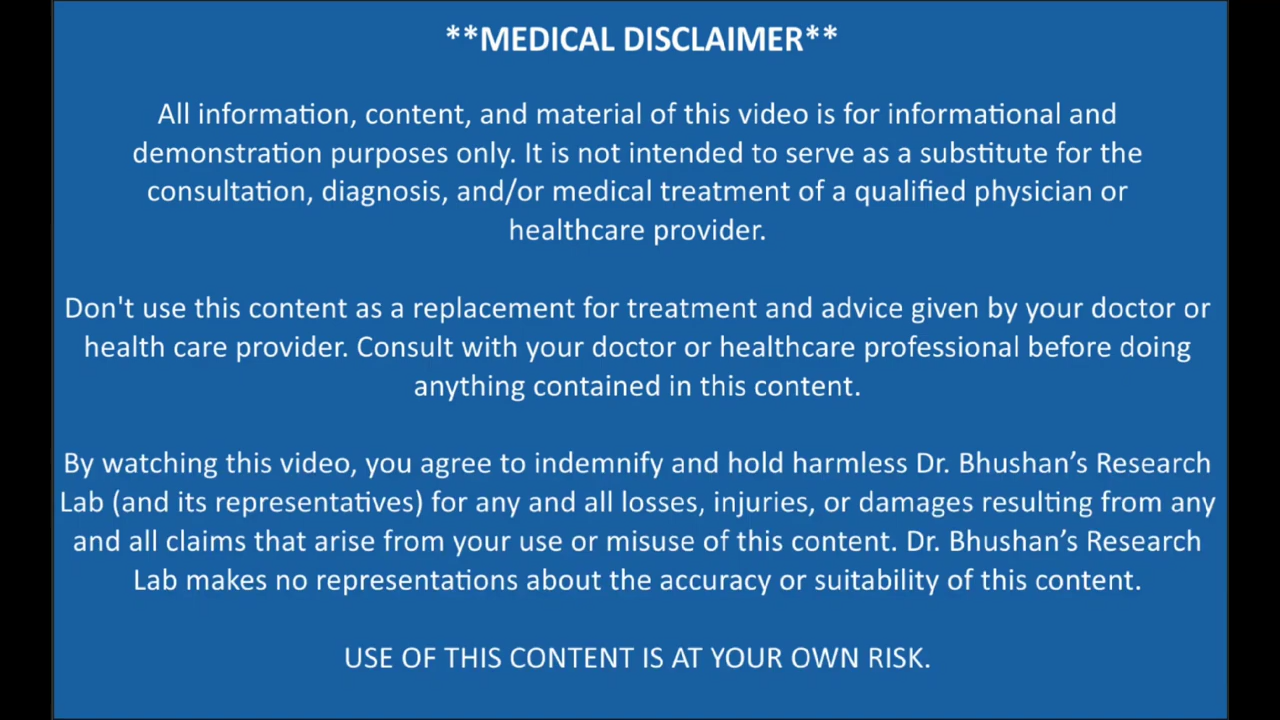 **MEDICAL DISCLAIMER**
All information, content, and material of this video is for informational and
demonstration purposes only. It is not intended to serve as a substitute for the
consultation, diagnosis, and/or medical treatment of a qualified physician or
healthcare provider.
Don't use this content as a replacement for treatment and advice given by your doctor or
health care provider. Consult with your doctor or healthcare professional before doing
anything contained in this content.
By watching this video, you agree to indemnify and hold harmless Dr. Bhushan’s Research
Lab (and its representatives) for any and all losses, injuries, or damages resulting from any
and all claims that arise from your use or misuse of this content. Dr. Bhushan’s Research
Lab makes no representations about the accuracy or suitability of this content.
USE OF THIS CONTENT IS AT YOUR OWN RISK.